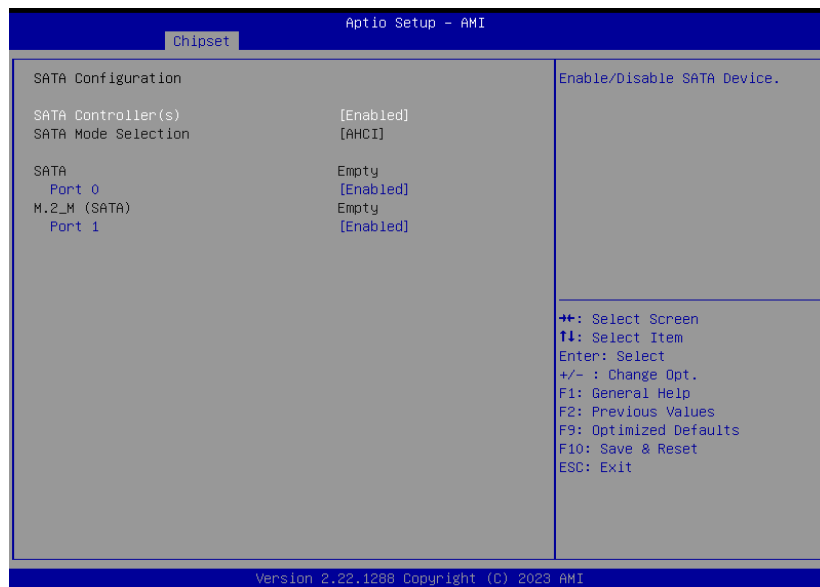 Aptio Setup – AMI
Chipset
SATA Configuration
SATA Controller(s) [Enabled]
SATA Mode Selection [AHCI]
SATA Empty
Port 0 [Enabled]
M.2_M (SATA) Empty
Port 1 [Enabled]
Enable/Disable SATA Device.
→←: Select Screen
↑↓: Select Item
Enter: Select
+/- : Change Opt.
F1: General Help
F2: Previous Values
F9: Optimized Defaults
F10: Save & Reset
ESC: Exit
Version 2.22.1288 Copyright (C) 2023 AMI